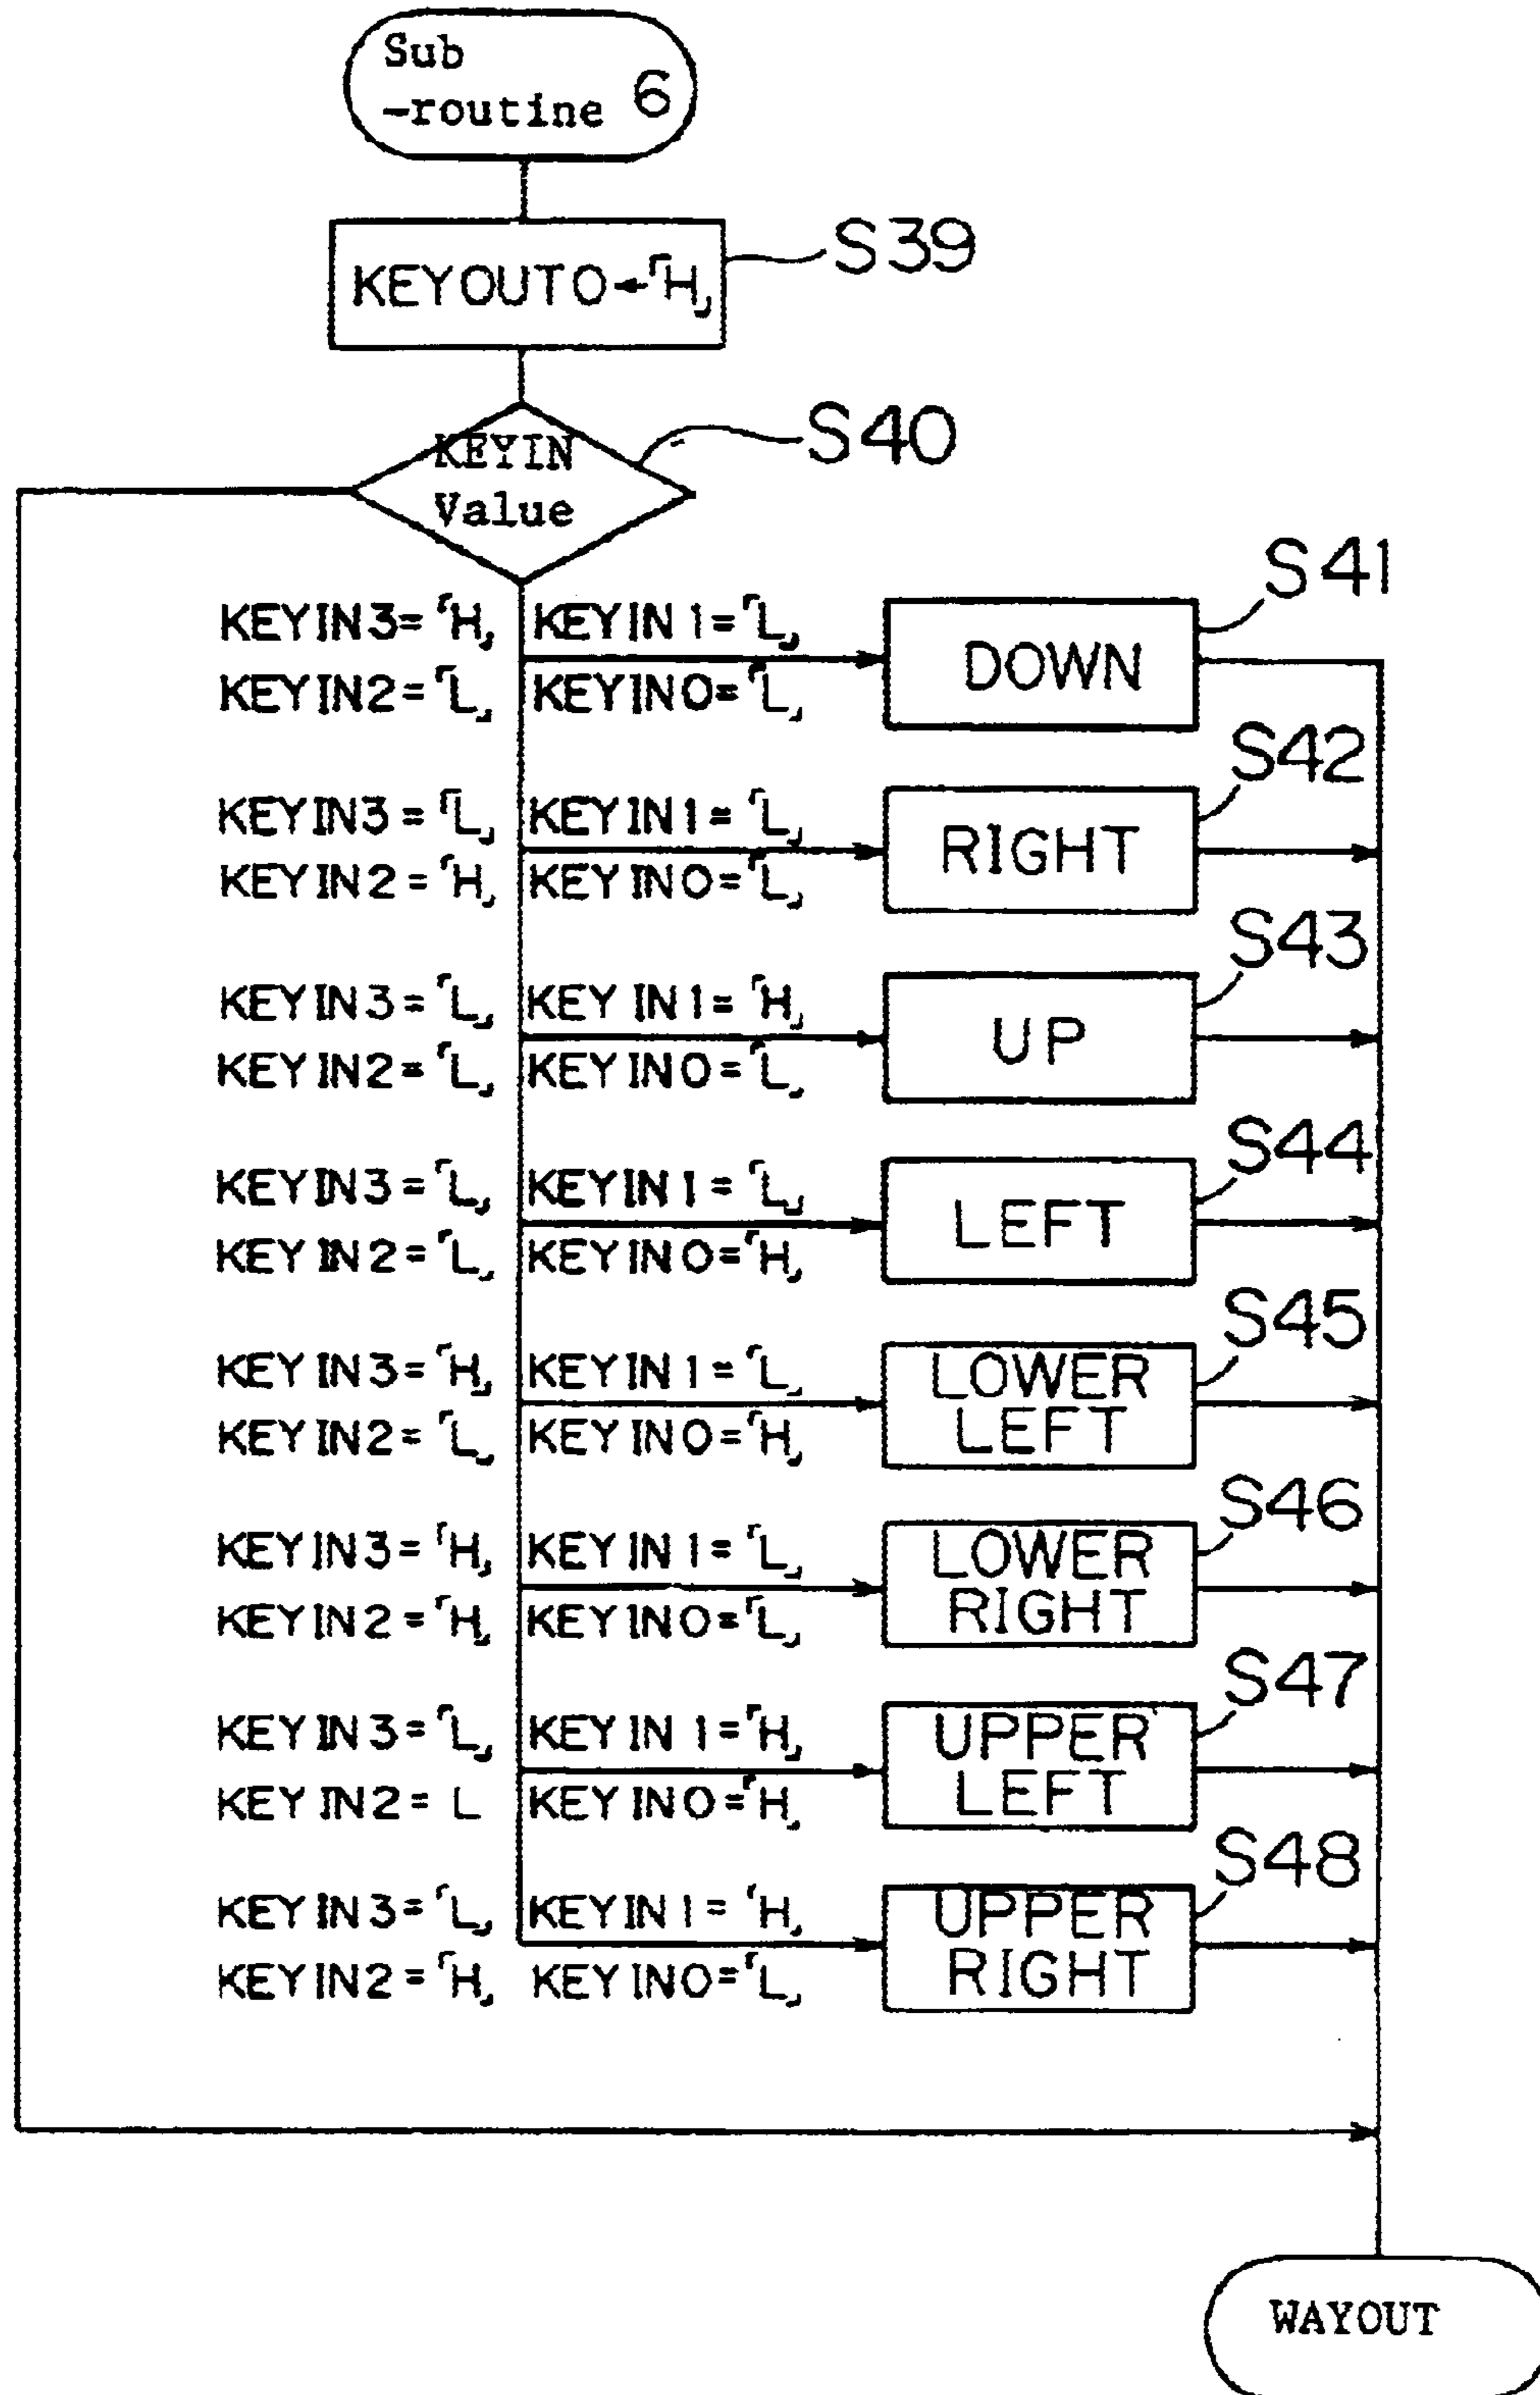 Sub
-routine 6
KEYOUT0←「H」
S39
KEYIN
Value
S40
KEYIN3=「H」 KEYIN1=「L」
KEYIN2=「L」 KEYIN0=「L」
DOWN
S41
KEYIN3=「L」 KEYIN1=「L」
KEYIN2=「H」 KEYIN0=「L」
RIGHT
S42
KEYIN3=「L」 KEYIN1=「H」
KEYIN2=「L」 KEYIN0=「L」
UP
S43
KEYIN3=「L」 KEYIN1=「L」
KEYIN2=「L」 KEYIN0=「H」
LEFT
S44
KEYIN3=「H」 KEYIN1=「L」
KEYIN2=「L」 KEYIN0=「H」
LOWER
LEFT
S45
KEYIN3=「H」 KEYIN1=「L」
KEYIN2=「H」 KEYIN0=「L」
LOWER
RIGHT
S46
KEYIN3=「L」 KEYIN1=「H」
KEYIN2= L KEYIN0=「H」
UPPER
LEFT
S47
KEYIN3=「L」 KEYIN1=「H」
KEYIN2=「H」 KEYIN0=「L」
UPPER
RIGHT
S48
WAYOUT